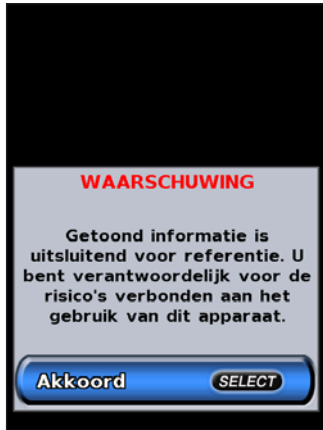 WAARSCHUWING
Getoond informatie is
uitsluitend voor referentie. U
bent verantwoordelijk voor de
risico's verbonden aan het
gebruik van dit apparaat.
Akkoord SELECT